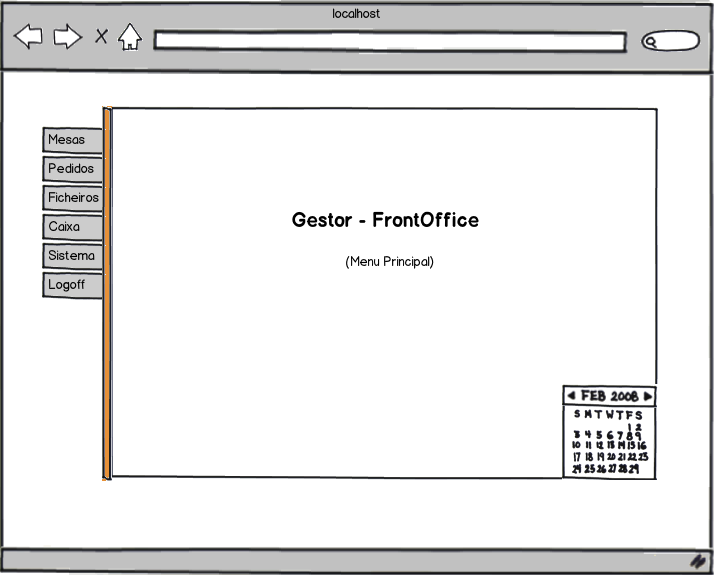 localhost
Mesas
Pedidos
Ficheiros
Caixa
Sistema
Logoff
Gestor - FrontOffice
(Menu Principal)
FEB 2008
S M T W T F S
1 2
3 4 5 6 7 8 9
10 11 12 13 14 15 16
17 18 19 20 21 22 23
24 25 26 27 28 29